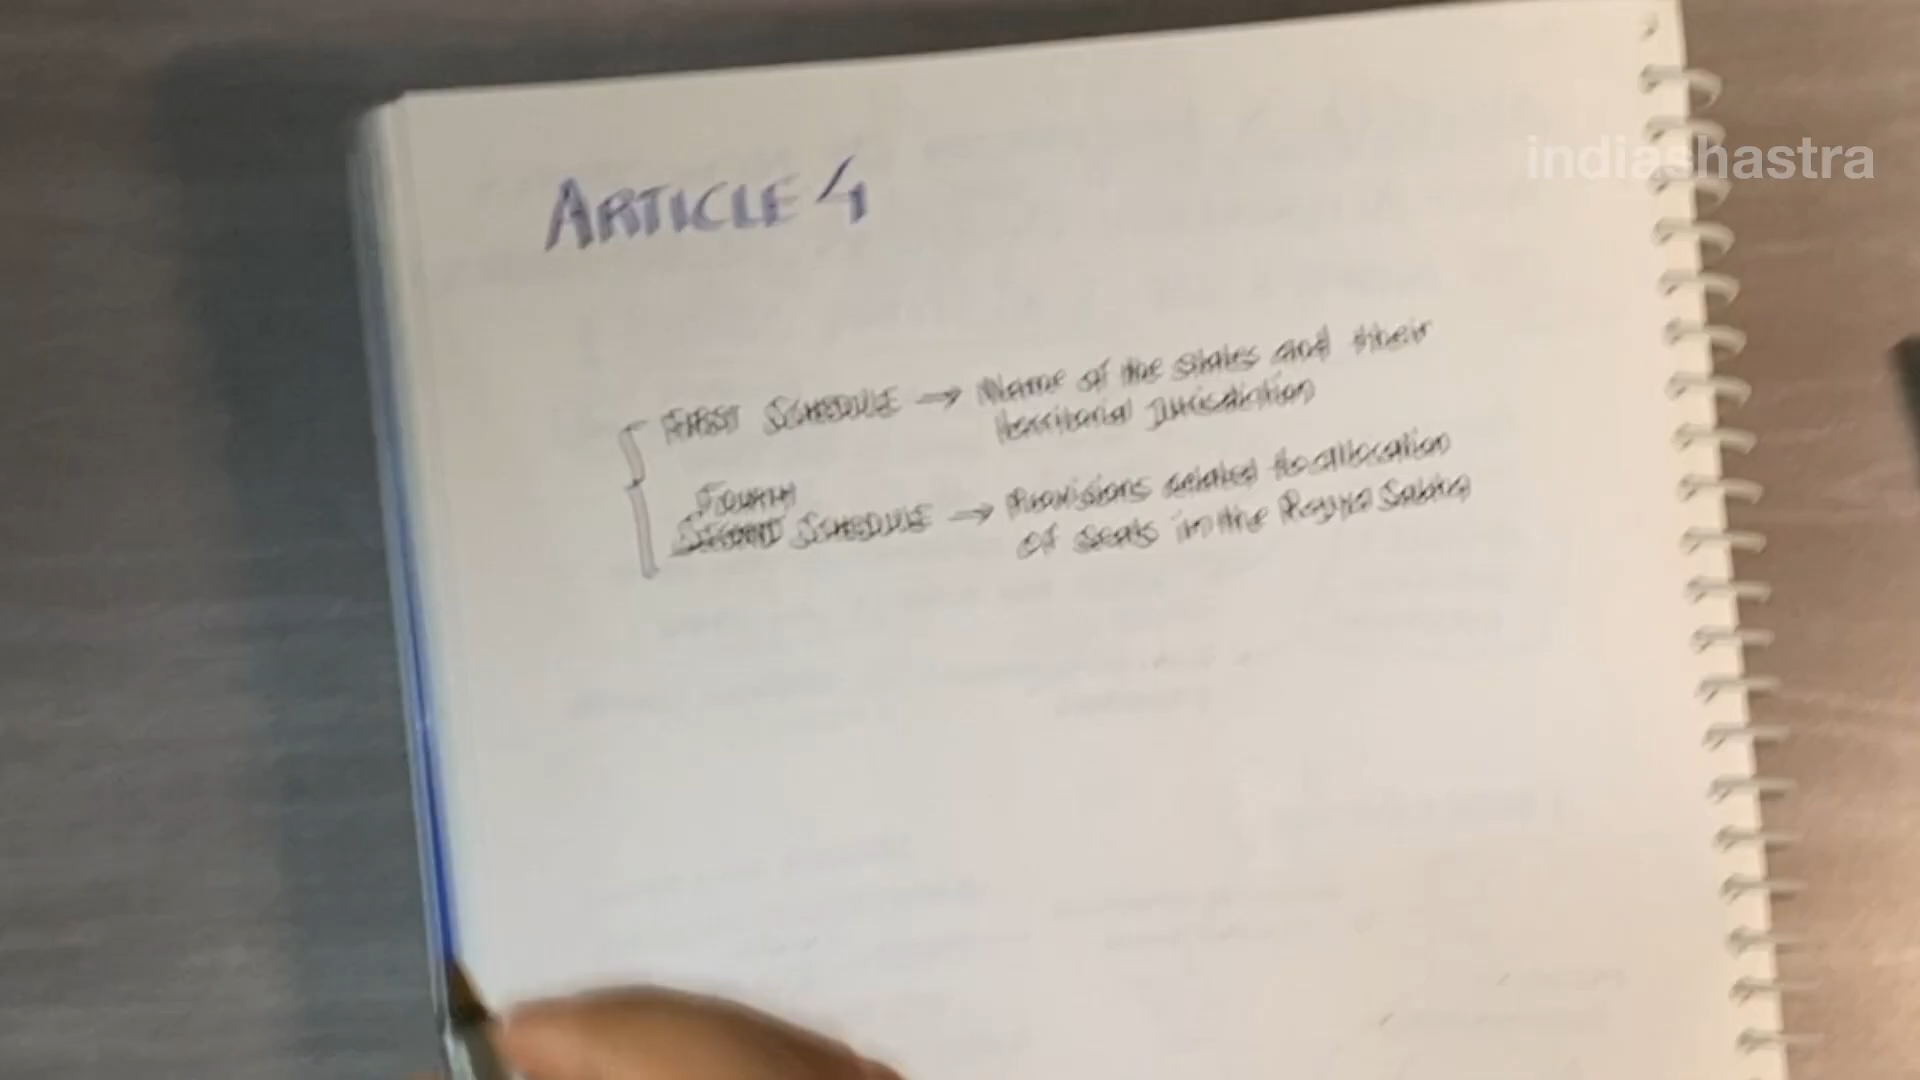 indiashastra
ARTICLE 4
FIRST SCHEDULE → Name of the states and their
territorial Jurisdiction
FOURTH
SECOND SCHEDULE → Provisions related to allocation
of seats in the Rajya Sabha